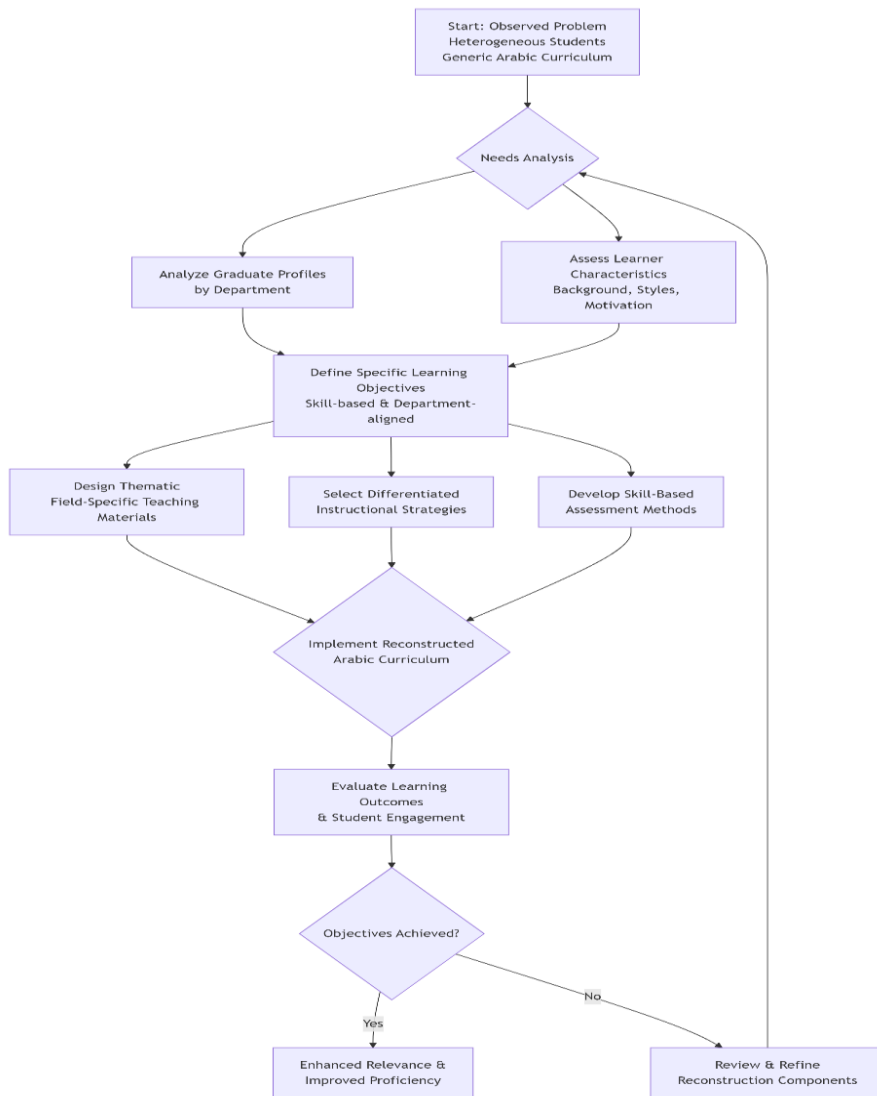 Start: Observed Problem
Heterogeneous Students
Generic Arabic Curriculum
Needs Analysis
Analyze Graduate Profiles
by Department
Assess Learner
Characteristics
Background, Styles,
Motivation
Define Specific Learning
Objectives
Skill-based & Department-
aligned
Design Thematic
Field-Specific Teaching
Materials
Select Differentiated
Instructional Strategies
Develop Skill-Based
Assessment Methods
Implement Reconstructed
Arabic Curriculum
Evaluate Learning
Outcomes
& Student Engagement
Objectives Achieved?
No
Yes
Enhanced Relevance &
Improved Proficiency
Review & Refine
Reconstruction Components